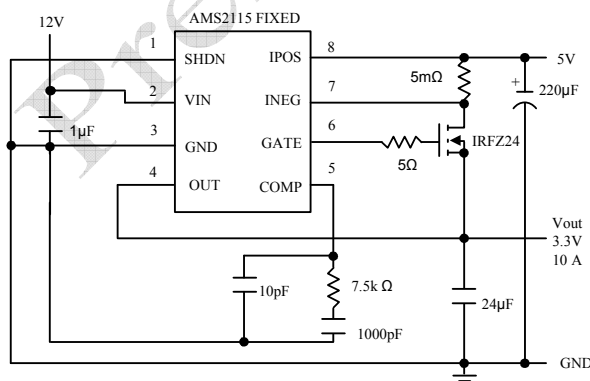 AMS2115 FIXED
12V
1
SHDN
IPOS
8
5V
5mΩ
+
220µF
2
VIN
INEG
7
1µF
3
GND
GATE
6
5Ω
IRFZ24
4
OUT
COMP
5
Vout
3.3V
10 A
10pF
7.5k Ω
24µF
1000pF
GND